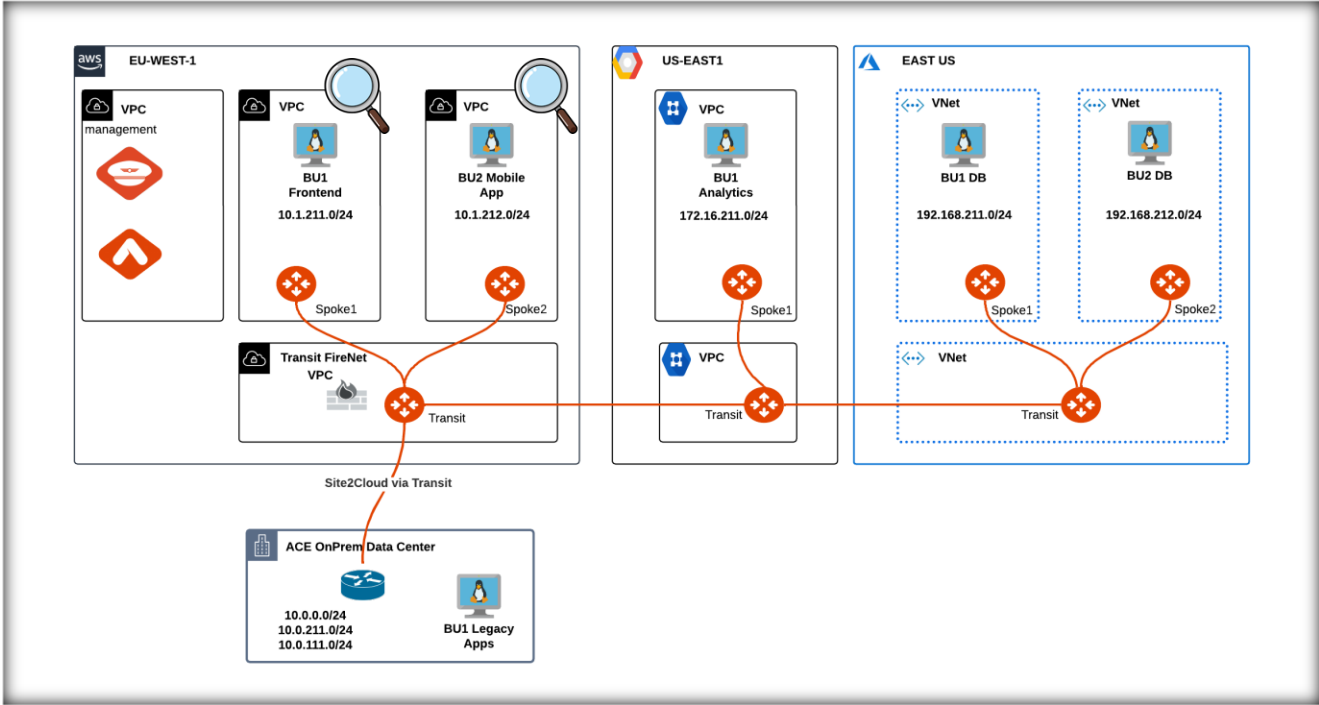 aws
EU-WEST-1
VPC
management
VPC
BU1
Frontend
10.1.211.0/24
Spoke1
VPC
BU2 Mobile
App
10.1.212.0/24
Spoke2
Transit FireNet
VPC
Transit
US-EAST1
VPC
BU1
Analytics
172.16.211.0/24
Spoke1
VPC
Transit
EAST US
VNet
BU1 DB
192.168.211.0/24
Spoke1
VNet
BU2 DB
192.168.212.0/24
Spoke2
VNet
Transit
Site2Cloud via Transit
ACE OnPrem Data Center
10.0.0.0/24
10.0.211.0/24
10.0.111.0/24
BU1 Legacy
Apps